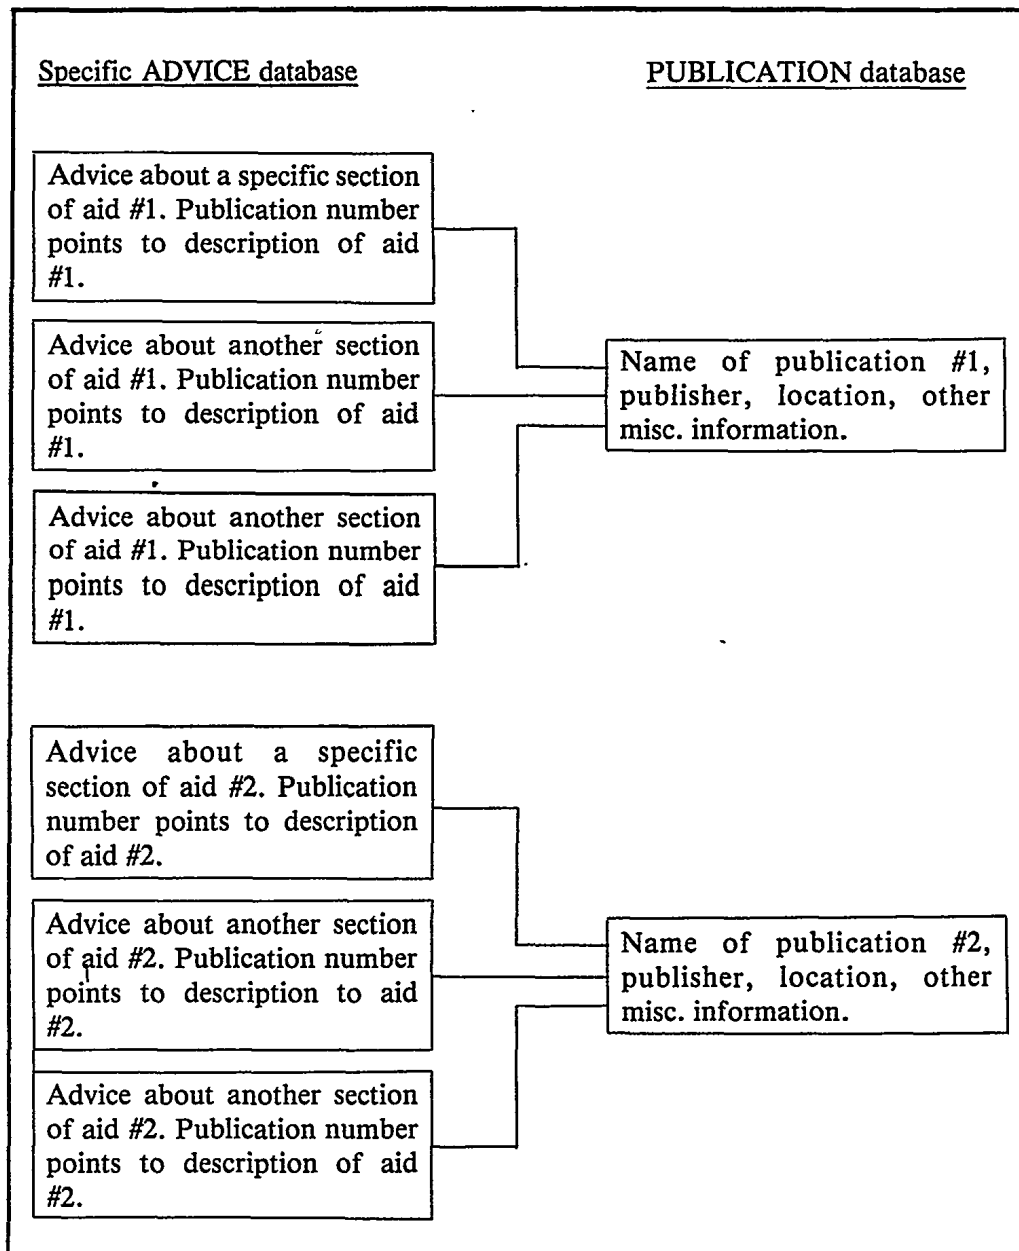 Specific ADVICE database
PUBLICATION database
Advice about a specific section
of aid #1. Publication number
points to description of aid
#1.
Advice about another section
of aid #1. Publication number
points to description of aid
#1.
Name of publication #1,
publisher, location, other
misc. information.
Advice about another section
of aid #1. Publication number
points to description of aid
#1.
Advice about a specific
section of aid #2. Publication
number points to description
of aid #2.
Advice about another section
of aid #2. Publication number
points to description to aid
#2.
Name of publication #2,
publisher, location, other
misc. information.
Advice about another section
of aid #2. Publication number
points to description of aid
#2.